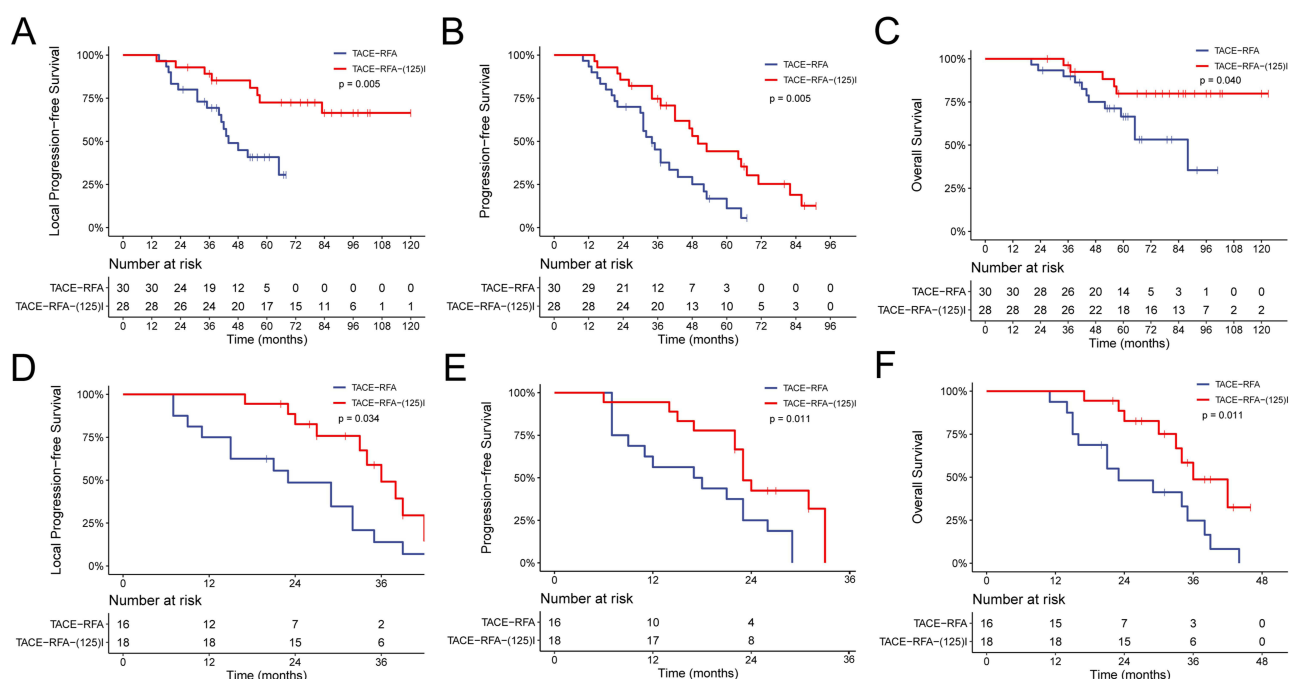 A
Local Progression-free Survival
100%
75%
50%
25%
0%
TACE-RFA
TACE-RFA-(125)I
p = 0.005
0 12 24 36 48 60 72 84 96 108 120
Number at risk
TACE-RFA 30 30 24 19 12 5 0 0 0 0 0
TACE-RFA-(125)I 28 28 26 24 20 17 15 11 6 1 1
0 12 24 36 48 60 72 84 96 108 120
Time (months)
B
Progression-free Survival
100%
75%
50%
25%
0%
TACE-RFA
TACE-RFA-(125)I
p = 0.005
0 12 24 36 48 60 72 84 96
Number at risk
30 29 21 12 7 3 0 0 0
28 28 24 20 13 10 5 3 0
0 12 24 36 48 60 72 84 96
Time (months)
C
Overall Survival
100%
75%
50%
25%
0%
TACE-RFA
TACE-RFA-(125)I
p = 0.040
0 12 24 36 48 60 72 84 96 108 120
Number at risk
TACE-RFA 30 30 28 26 20 14 5 3 1 0 0
TACE-RFA-(125)I 28 28 28 26 22 18 16 13 7 2 2
0 12 24 36 48 60 72 84 96 108 120
Time (months)
D
Local Progression-free Survival
100%
75%
50%
25%
0%
TACE-RFA
TACE-RFA-(125)I
p = 0.034
0 12 24 36
Number at risk
TACE-RFA 16 12 7 2
TACE-RFA-(125)I 18 18 15 6
0 12 24 36
Time (months)
E
Progression-free Survival
100%
75%
50%
25%
0%
TACE-RFA
TACE-RFA-(125)I
p = 0.011
0 12 24 36
Number at risk
TACE-RFA 16 10 4
TACE-RFA-(125)I 18 17 8
0 12 24 36
Time (months)
F
Overall Survival
100%
75%
50%
25%
0%
TACE-RFA
TACE-RFA-(125)I
p = 0.011
0 12 24 36 48
Number at risk
TACE-RFA 16 15 7 3 0
TACE-RFA-(125)I 18 18 15 6 0
0 12 24 36 48
Time (months)